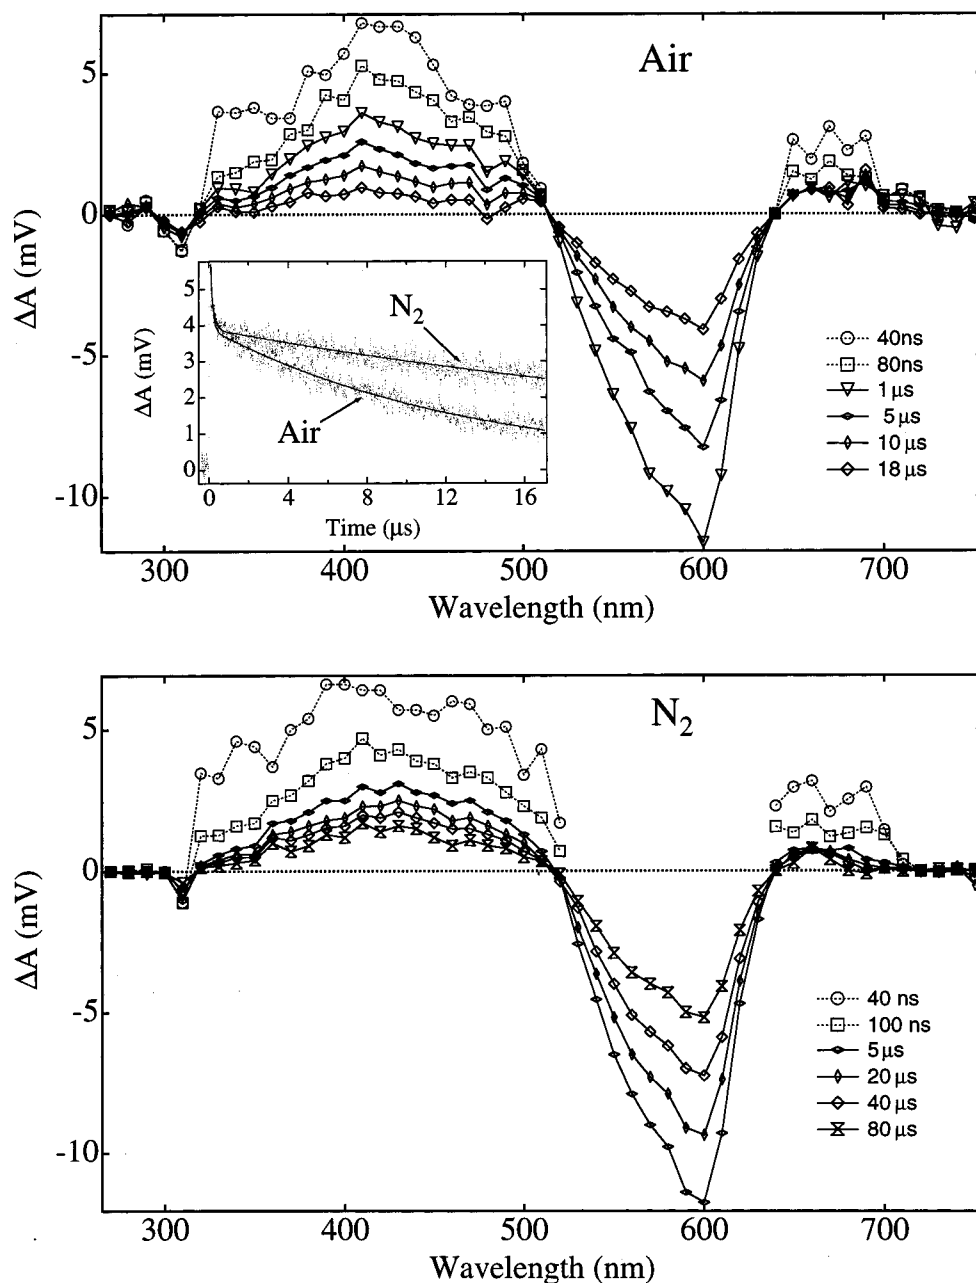 Air
5
0
-5
-10
ΔA (mV)
5
4
3
2
1
0
ΔA (mV)
N2
Air
0 4 8 12 16
Time (μs)
40ns
80ns
1 μs
5 μs
10 μs
18 μs
300 400 500 600 700
Wavelength (nm)
N2
5
0
-5
-10
ΔA (mV)
40 ns
100 ns
5 μs
20 μs
40 μs
80 μs
300 400 500 600 700
Wavelength (nm)